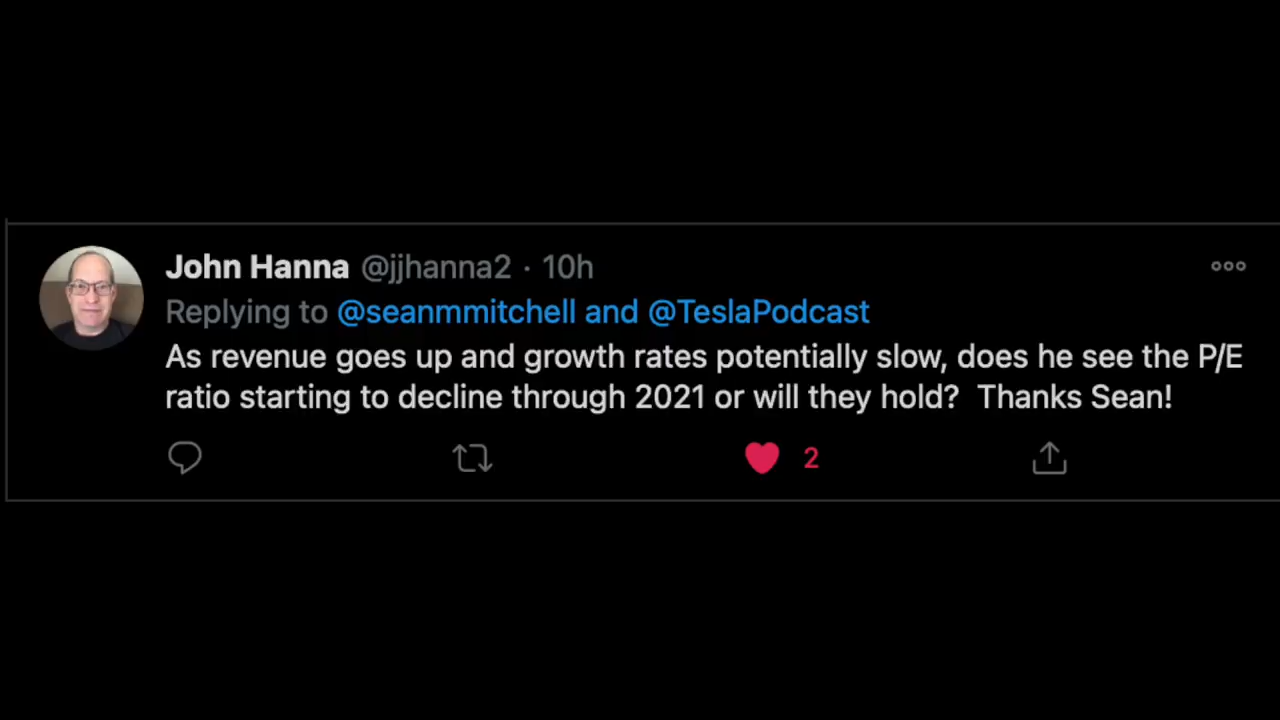 John Hanna @jjhanna2 · 10h
Replying to @seanmmitchell and @TeslaPodcast
As revenue goes up and growth rates potentially slow, does he see the P/E
ratio starting to decline through 2021 or will they hold?  Thanks Sean!
2